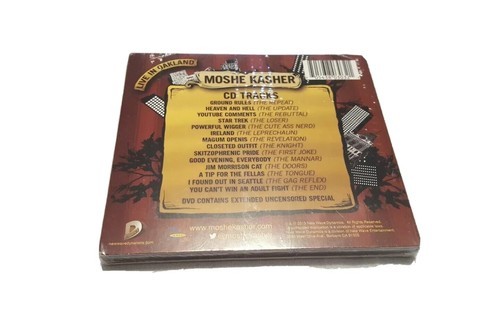 LIVE IN OAKLAND
MOSHE KASHER
CD TRACKS
GROUND RULES (THE REPEAT)
HEAVEN AND HELL (THE UPDATE)
YOUTUBE COMMENTS (THE REBUTTAL)
STAR TREK (THE LOSER)
POWERFUL WIGGER (THE CUTE ASS NERD)
IRELAND (THE LEPRECHAUN)
MAGUM OPENIS (THE REVELATION)
CLOSETED OUTFIT (THE KNIGHT)
SKITZOPHRENIC PRIDE (THE FIRST JOKE)
GOOD EVENING, EVERYBODY (THE MANNAR)
JIM MORRISON CAT (THE DOORS)
A TIP FOR THE FELLAS (THE TONGUE)
I FOUND OUT IN SEATTLE (THE GAG REFLEX)
YOU CAN'T WIN AN ADULT FIGHT (THE END)
DVD CONTAINS EXTENDED UNCENSORED SPECIAL
www.moshekasher.com